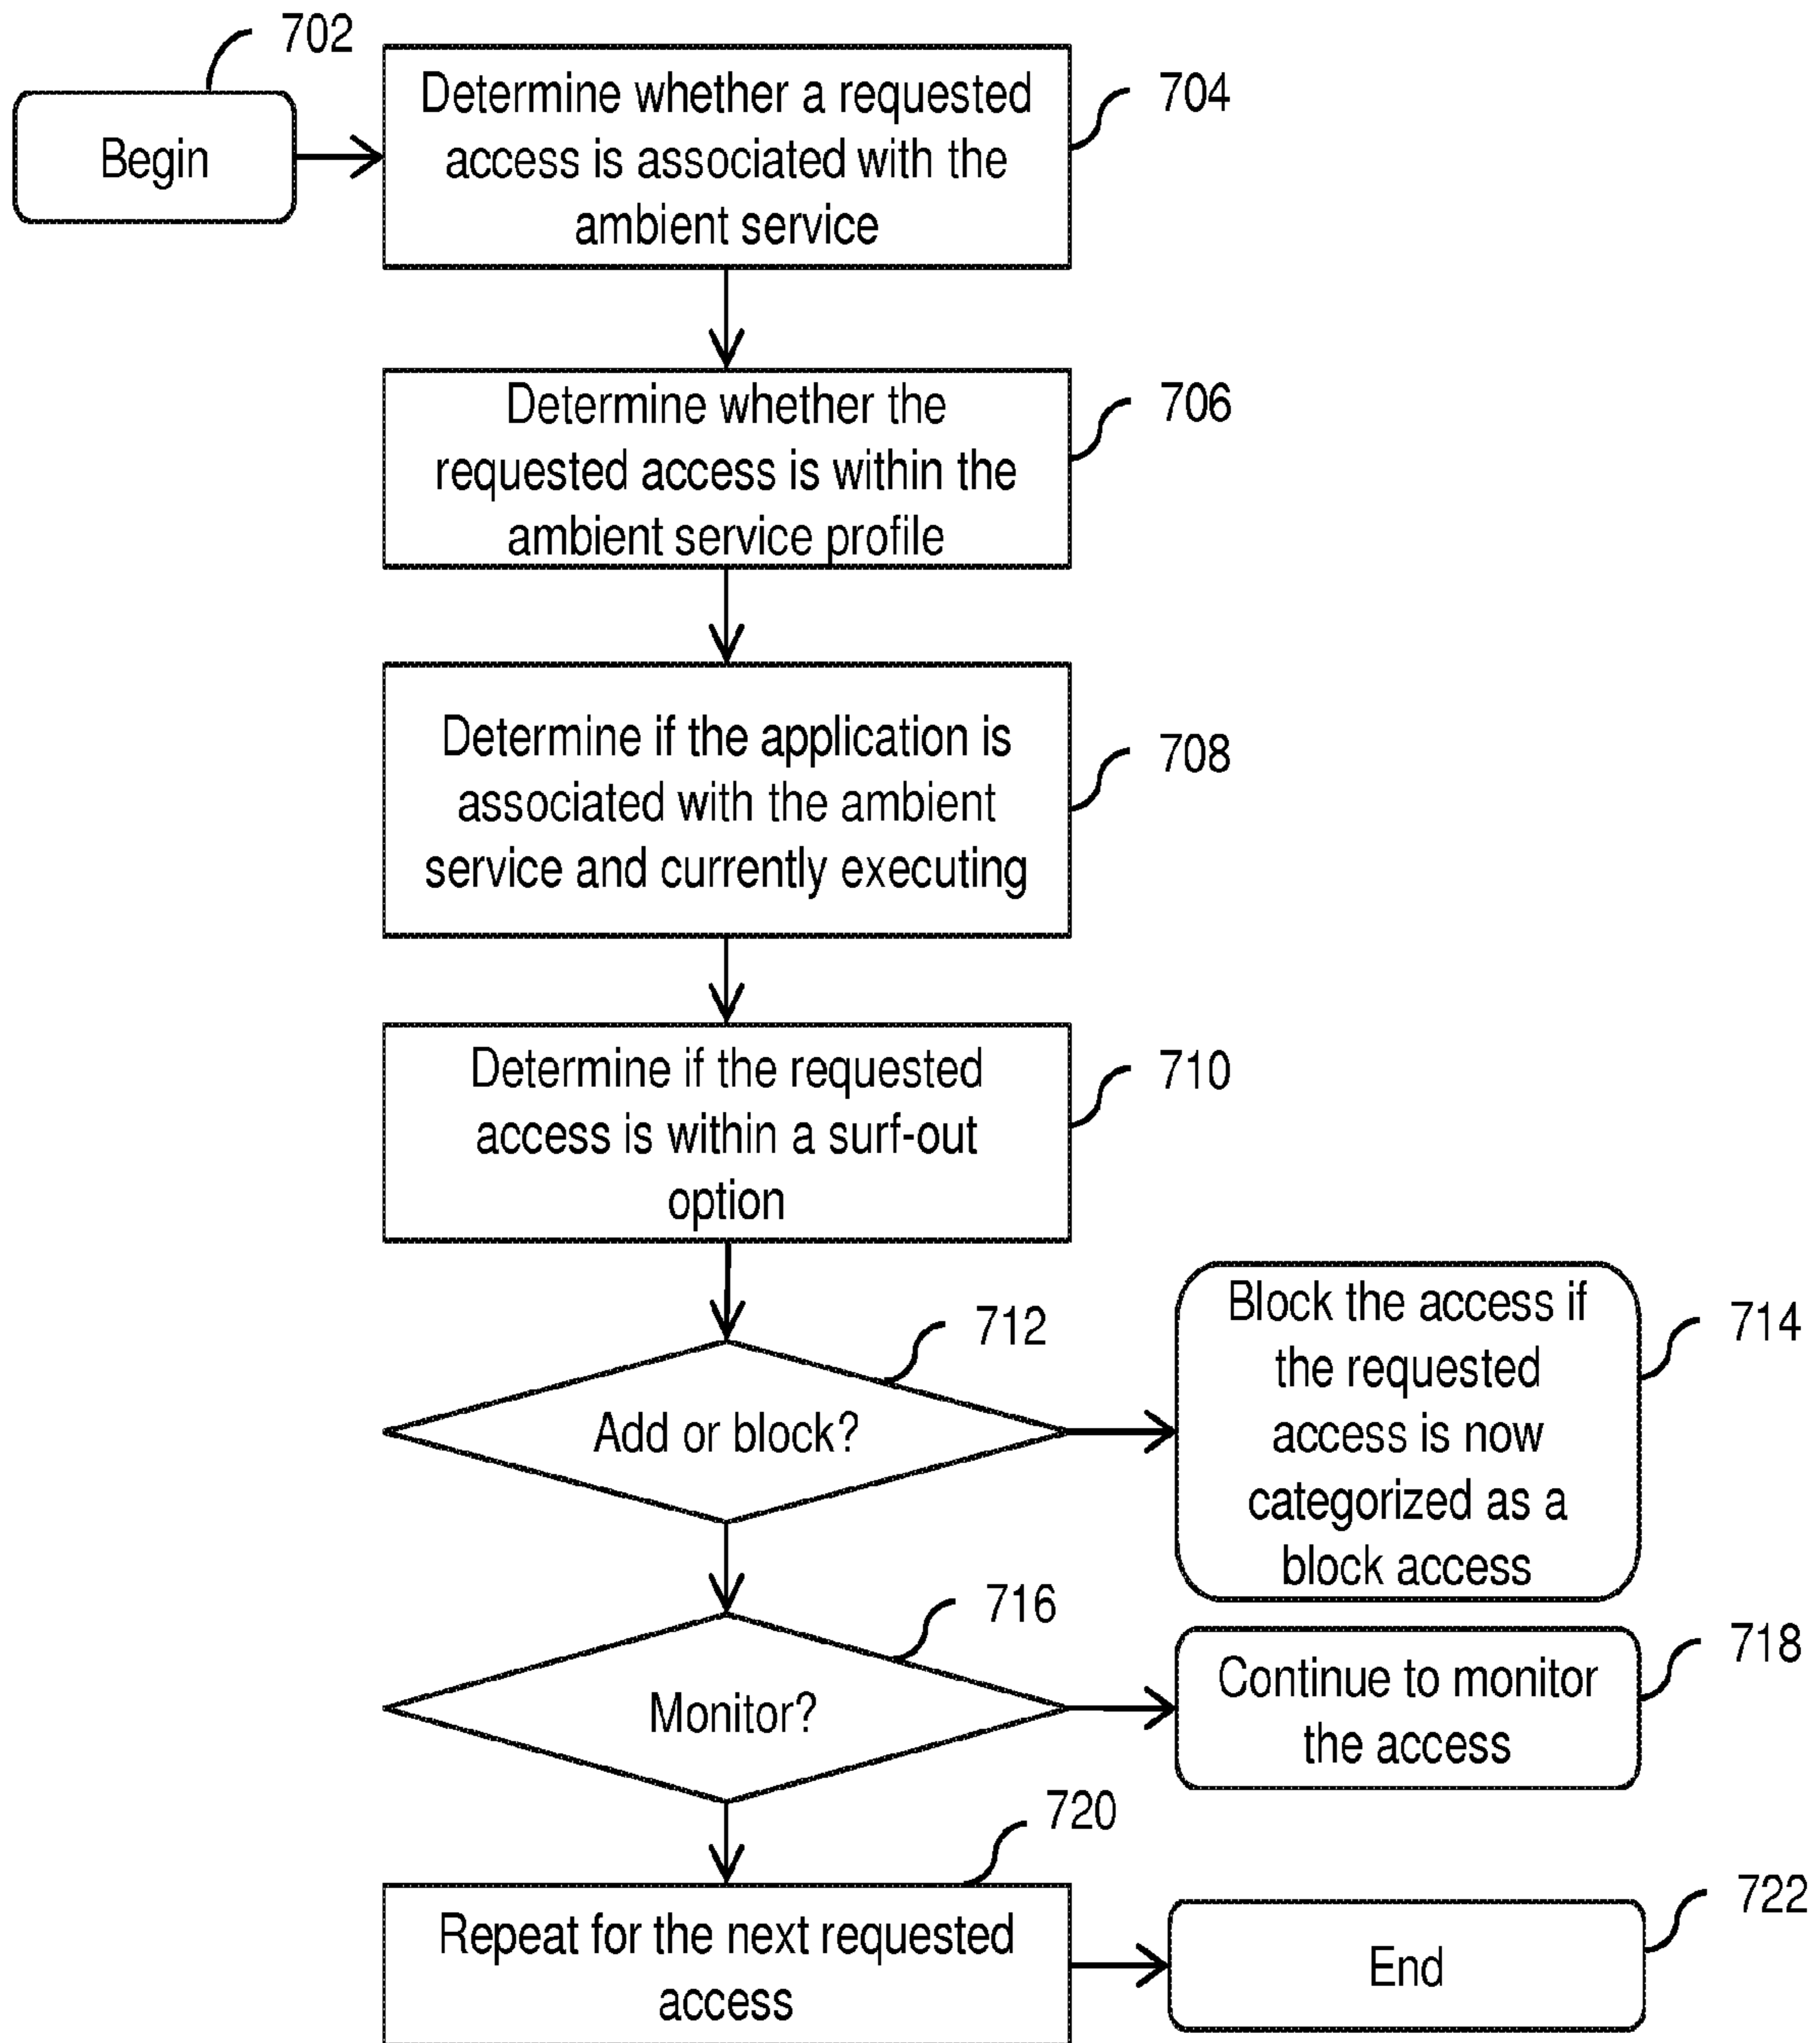 702
Begin
Determine whether a requested
access is associated with the
ambient service
704
Determine whether the
requested access is within the
ambient service profile
706
Determine if the application is
associated with the ambient
service and currently executing
708
Determine if the requested
access is within a surf-out
option
710
712
Add or block?
Block the access if
the requested
access is now
categorized as a
block access
714
716
Monitor?
Continue to monitor
the access
718
720
Repeat for the next requested
access
End
722